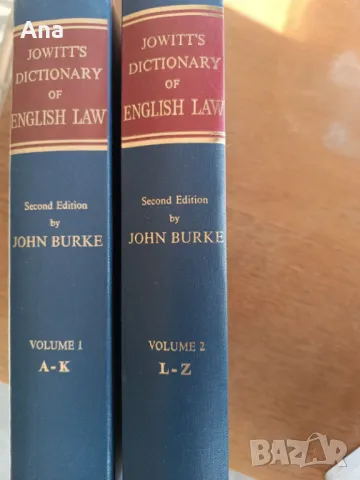 Ana
JOWITT'S
DICTIONARY
OF
ENGLISH LAW
Second Edition
by
JOHN BURKE
VOLUME 1
A-K
JOWITT'S
DICTIONARY
OF
ENGLISH LAW
Second Edition
by
JOHN BURKE
VOLUME 2
L-Z
BAZAR